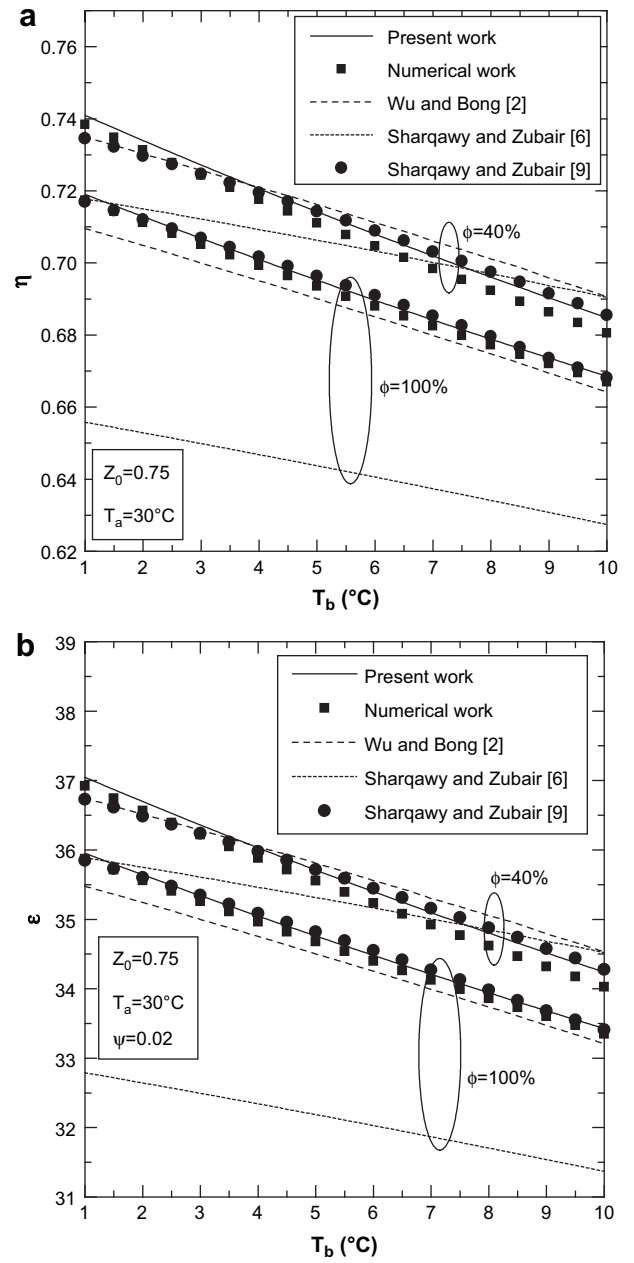 a
0.76
0.74
0.72
0.70
0.68
0.66
0.64
0.62
η
Present work
Numerical work
Wu and Bong [2]
Sharqawy and Zubair [6]
Sharqawy and Zubair [9]
ϕ=40%
ϕ=100%
Z₀=0.75
Tₐ=30°C
1 2 3 4 5 6 7 8 9 10
T_b (°C)
b
39
38
37
36
35
34
33
32
31
ε
Present work
Numerical work
Wu and Bong [2]
Sharqawy and Zubair [6]
Sharqawy and Zubair [9]
ϕ=40%
ϕ=100%
Z₀=0.75
Tₐ=30°C
ψ=0.02
1 2 3 4 5 6 7 8 9 10
T_b (°C)